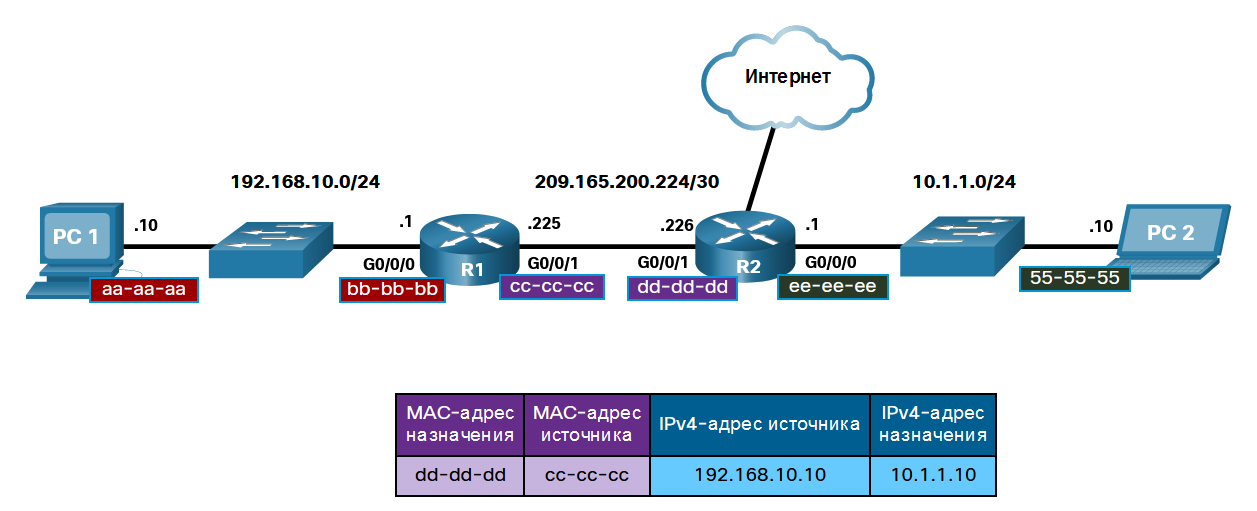 Интернет
192.168.10.0/24
209.165.200.224/30
10.1.1.0/24
PC 1
.10
.1
.225
.226
.1
.10
PC 2
R1
R2
G0/0/0
G0/0/1
G0/0/1
G0/0/0
aa-aa-aa
bb-bb-bb
cc-cc-cc
dd-dd-dd
ee-ee-ee
55-55-55
MAC-адрес назначения
MAC-адрес источника
IPv4-адрес источника
IPv4-адрес назначения
dd-dd-dd
cc-cc-cc
192.168.10.10
10.1.1.10